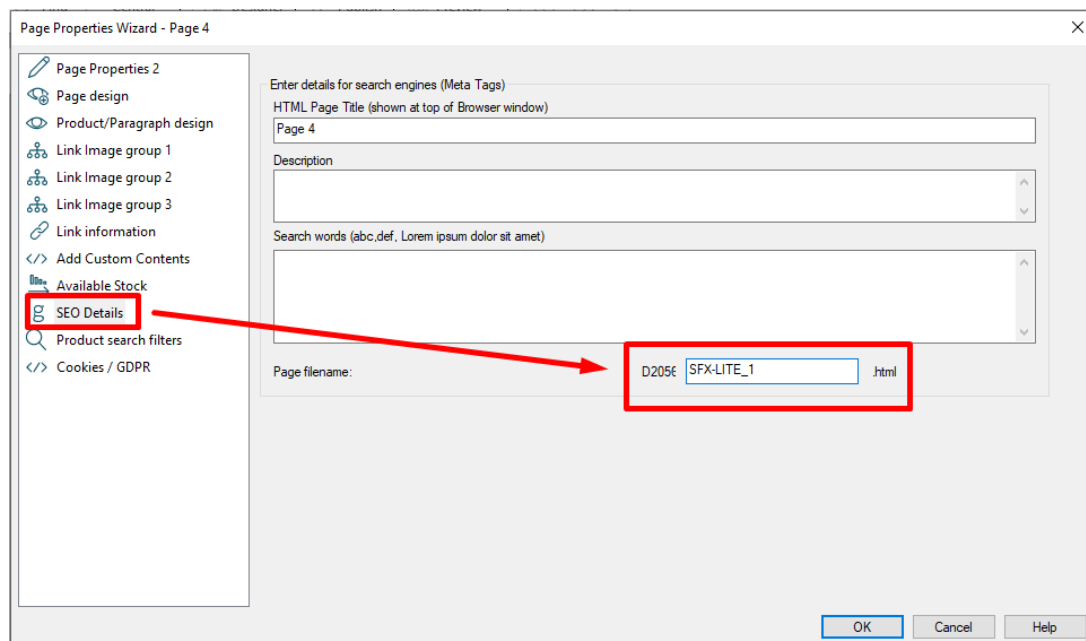 Page Properties Wizard - Page 4
Page Properties 2
Page design
Product/Paragraph design
Link Image group 1
Link Image group 2
Link Image group 3
Link information
Add Custom Contents
Available Stock
SEO Details
Product search filters
Cookies / GDPR
Enter details for search engines (Meta Tags)
HTML Page Title (shown at top of Browser window)
Page 4
Description
Search words (abc,def, Lorem ipsum dolor sit amet)
Page filename: D2056 SFX-LITE_1 .html
OK Cancel Help